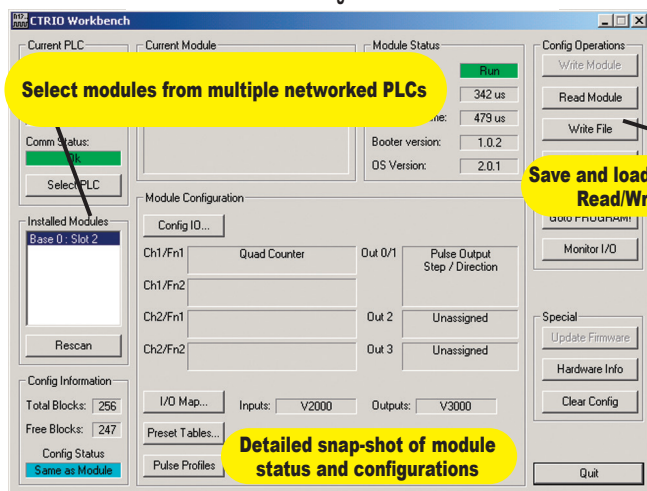 CTRIO Workbench
Current PLC
Current Module
Module Status
Config Operations
Run
Write Module
Select modules from multiple networked PLCs
342 us
Read Module
479 us
Write File
Comm Status:
Ok
Booter version: 1.0.2
OS Version: 2.0.1
Select PLC
Save and load
Read/Wr
Goto PROGRAM!
Module Configuration
Installed Modules
Config IO...
Monitor I/O
Base 0 : Slot 2
Ch1/Fn1 Quad Counter Out 0/1 Pulse Output
Step / Direction
Ch1/Fn2
Ch2/Fn1 Out 2 Unassigned
Special
Update Firmware
Rescan
Ch2/Fn2 Out 3 Unassigned
Hardware Info
Config Information
Total Blocks: 256
I/O Map... Inputs: V2000 Outputs: V3000
Clear Config
Free Blocks: 247
Preset Tables...
Config Status
Same as Module
Pulse Profiles
Detailed snap-shot of module
status and configurations
Quit